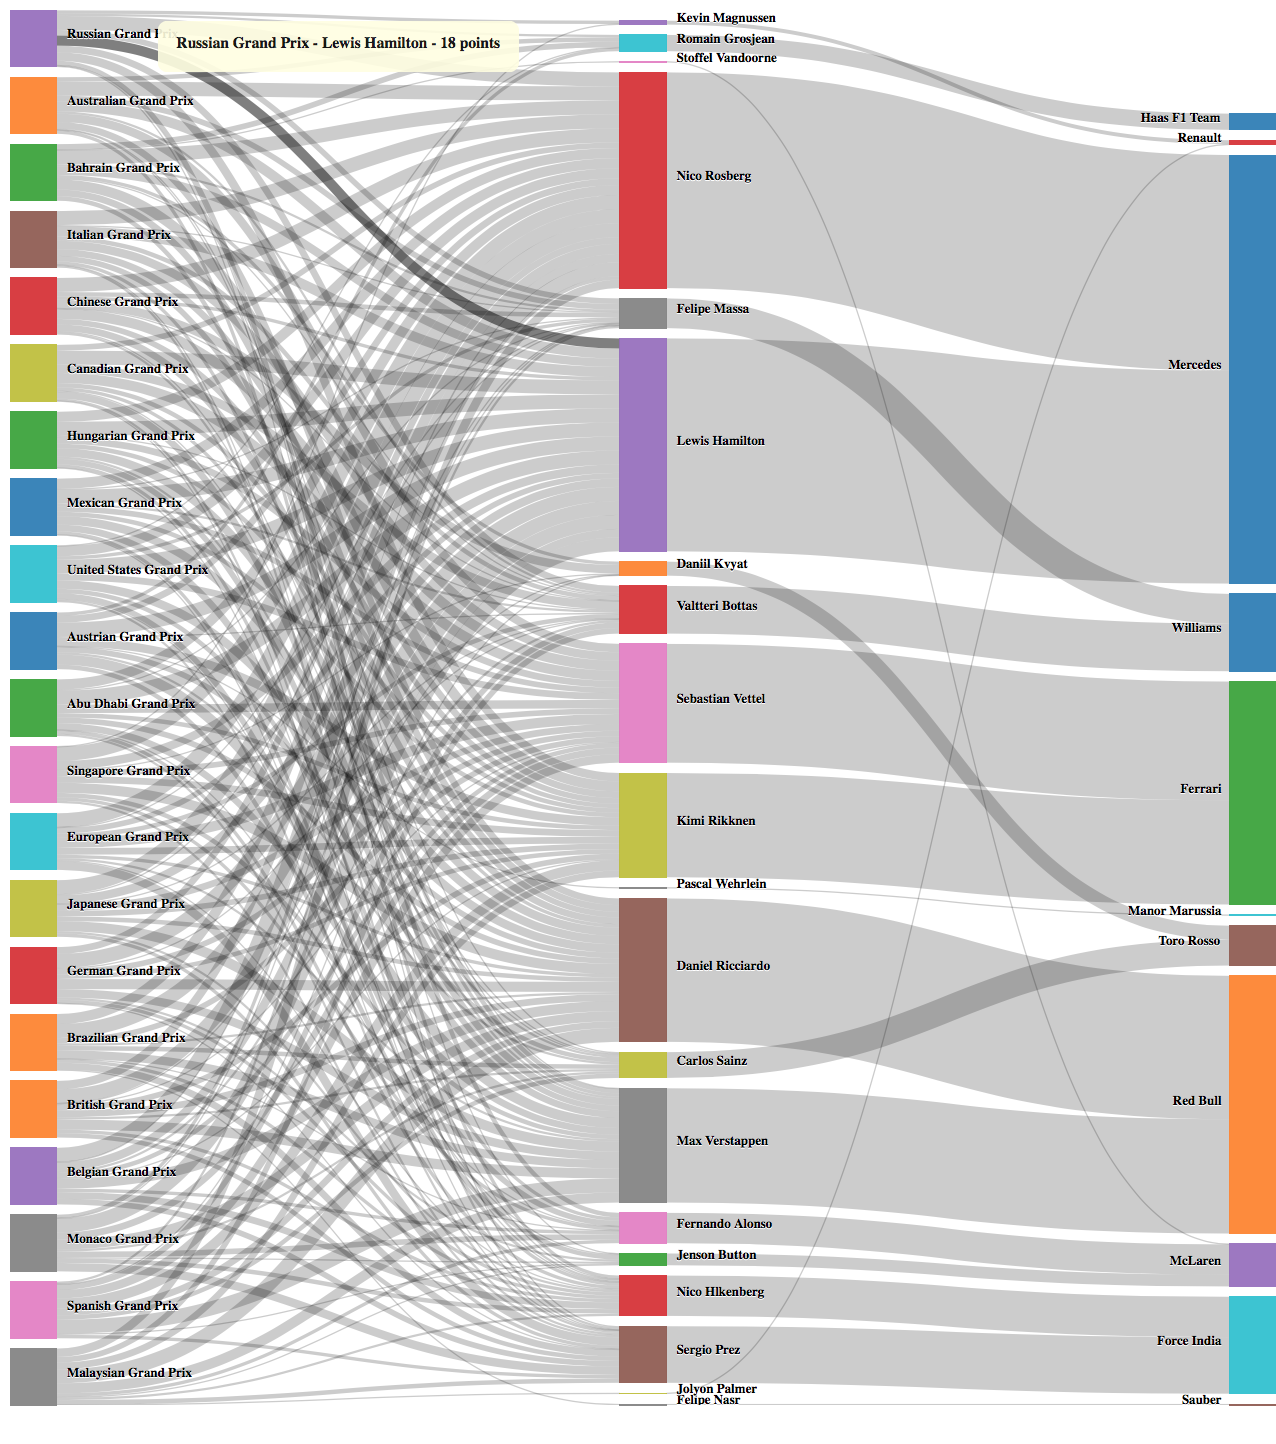 Russian Grand Prix
Russian Grand Prix - Lewis Hamilton - 18 points
Australian Grand Prix
Bahrain Grand Prix
Italian Grand Prix
Chinese Grand Prix
Canadian Grand Prix
Hungarian Grand Prix
Mexican Grand Prix
United States Grand Prix
Austrian Grand Prix
Abu Dhabi Grand Prix
Singapore Grand Prix
European Grand Prix
Japanese Grand Prix
German Grand Prix
Brazilian Grand Prix
British Grand Prix
Belgian Grand Prix
Monaco Grand Prix
Spanish Grand Prix
Malaysian Grand Prix
Kevin Magnussen
Romain Grosjean
Stoffel Vandoorne
Nico Rosberg
Felipe Massa
Lewis Hamilton
Daniil Kvyat
Valtteri Bottas
Sebastian Vettel
Kimi Rikknen
Pascal Wehrlein
Daniel Ricciardo
Carlos Sainz
Max Verstappen
Fernando Alonso
Jenson Button
Nico Hlkenberg
Sergio Prez
Jolyon Palmer
Felipe Nasr
Haas F1 Team
Renault
Mercedes
Williams
Ferrari
Manor Marussia
Toro Rosso
Red Bull
McLaren
Force India
Sauber